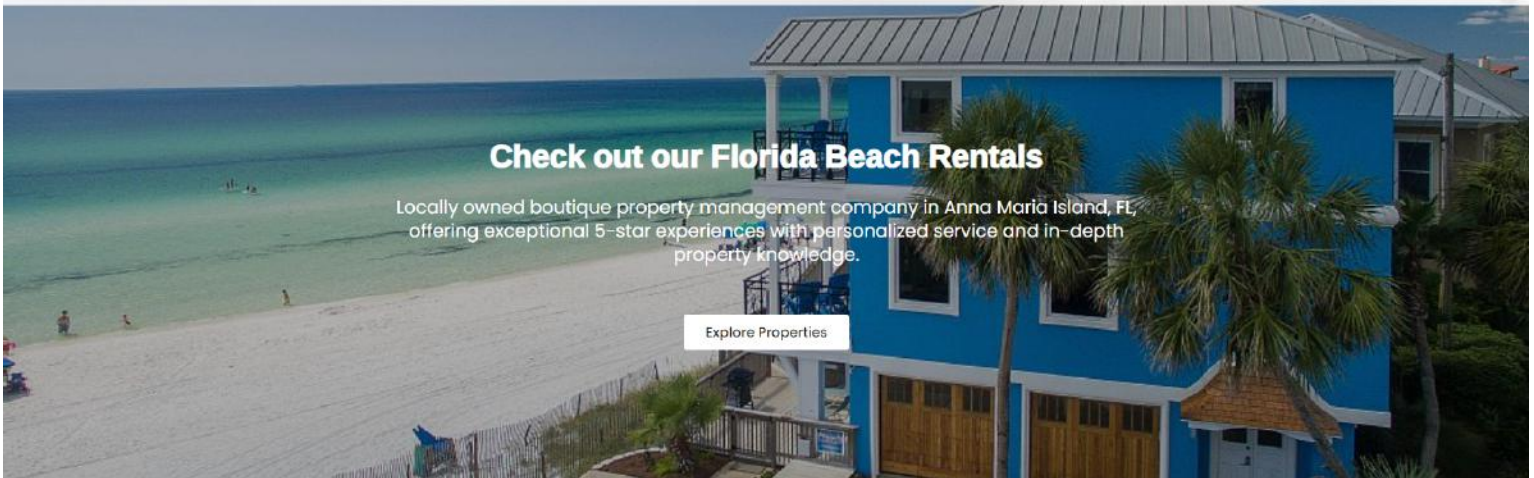 Check out our Florida Beach Rentals
Locally owned boutique property management company in Anna Maria Island, FL,
offering exceptional 5-star experiences with personalized service and in-depth
property knowledge.
Explore Properties